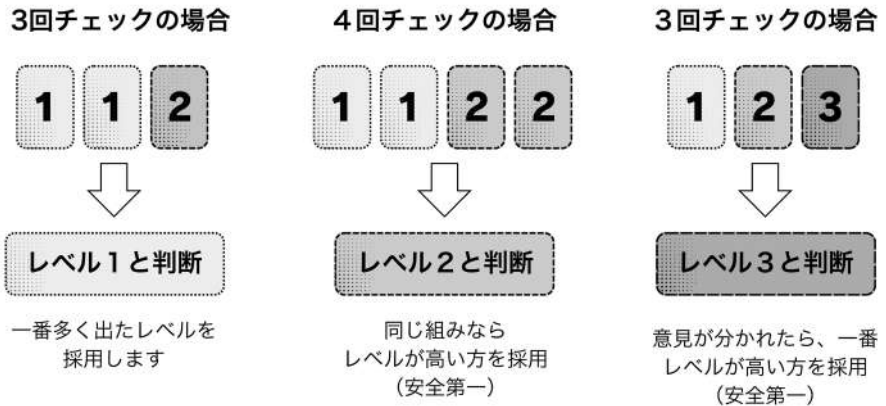 3回チェックの場合
1 1 2
レベル1と判断
一番多く出たレベルを
採用します
４回チェックの場合
1 1 2 2
レベル２と判断
同じ組みなら
レベルが高い方を採用
（安全第一）
３回チェックの場合
1 2 3
レベル３と判断
意見が分かれたら、一番
レベルが高い方を採用
（安全第一）